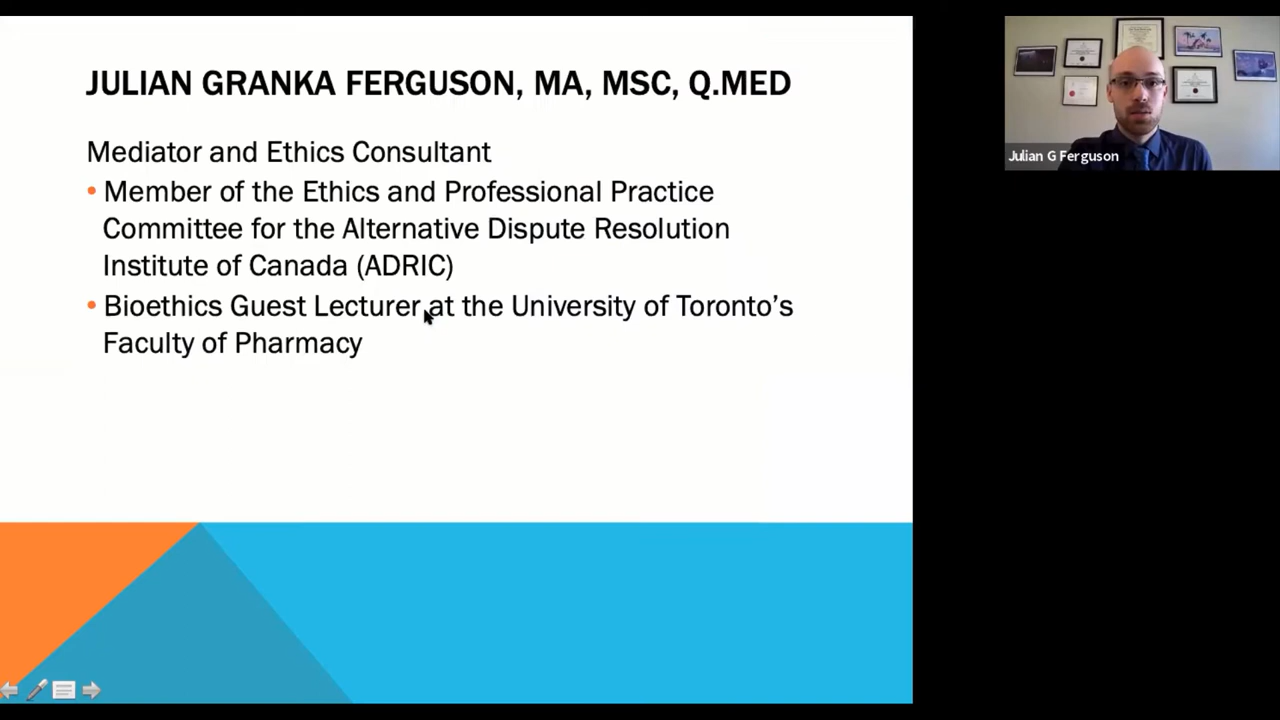 JULIAN GRANKA FERGUSON, MA, MSC, Q.MED
Mediator and Ethics Consultant
• Member of the Ethics and Professional Practice
Committee for the Alternative Dispute Resolution
Institute of Canada (ADRIC)
• Bioethics Guest Lecturer at the University of Toronto’s
Faculty of Pharmacy
Julian G Ferguson